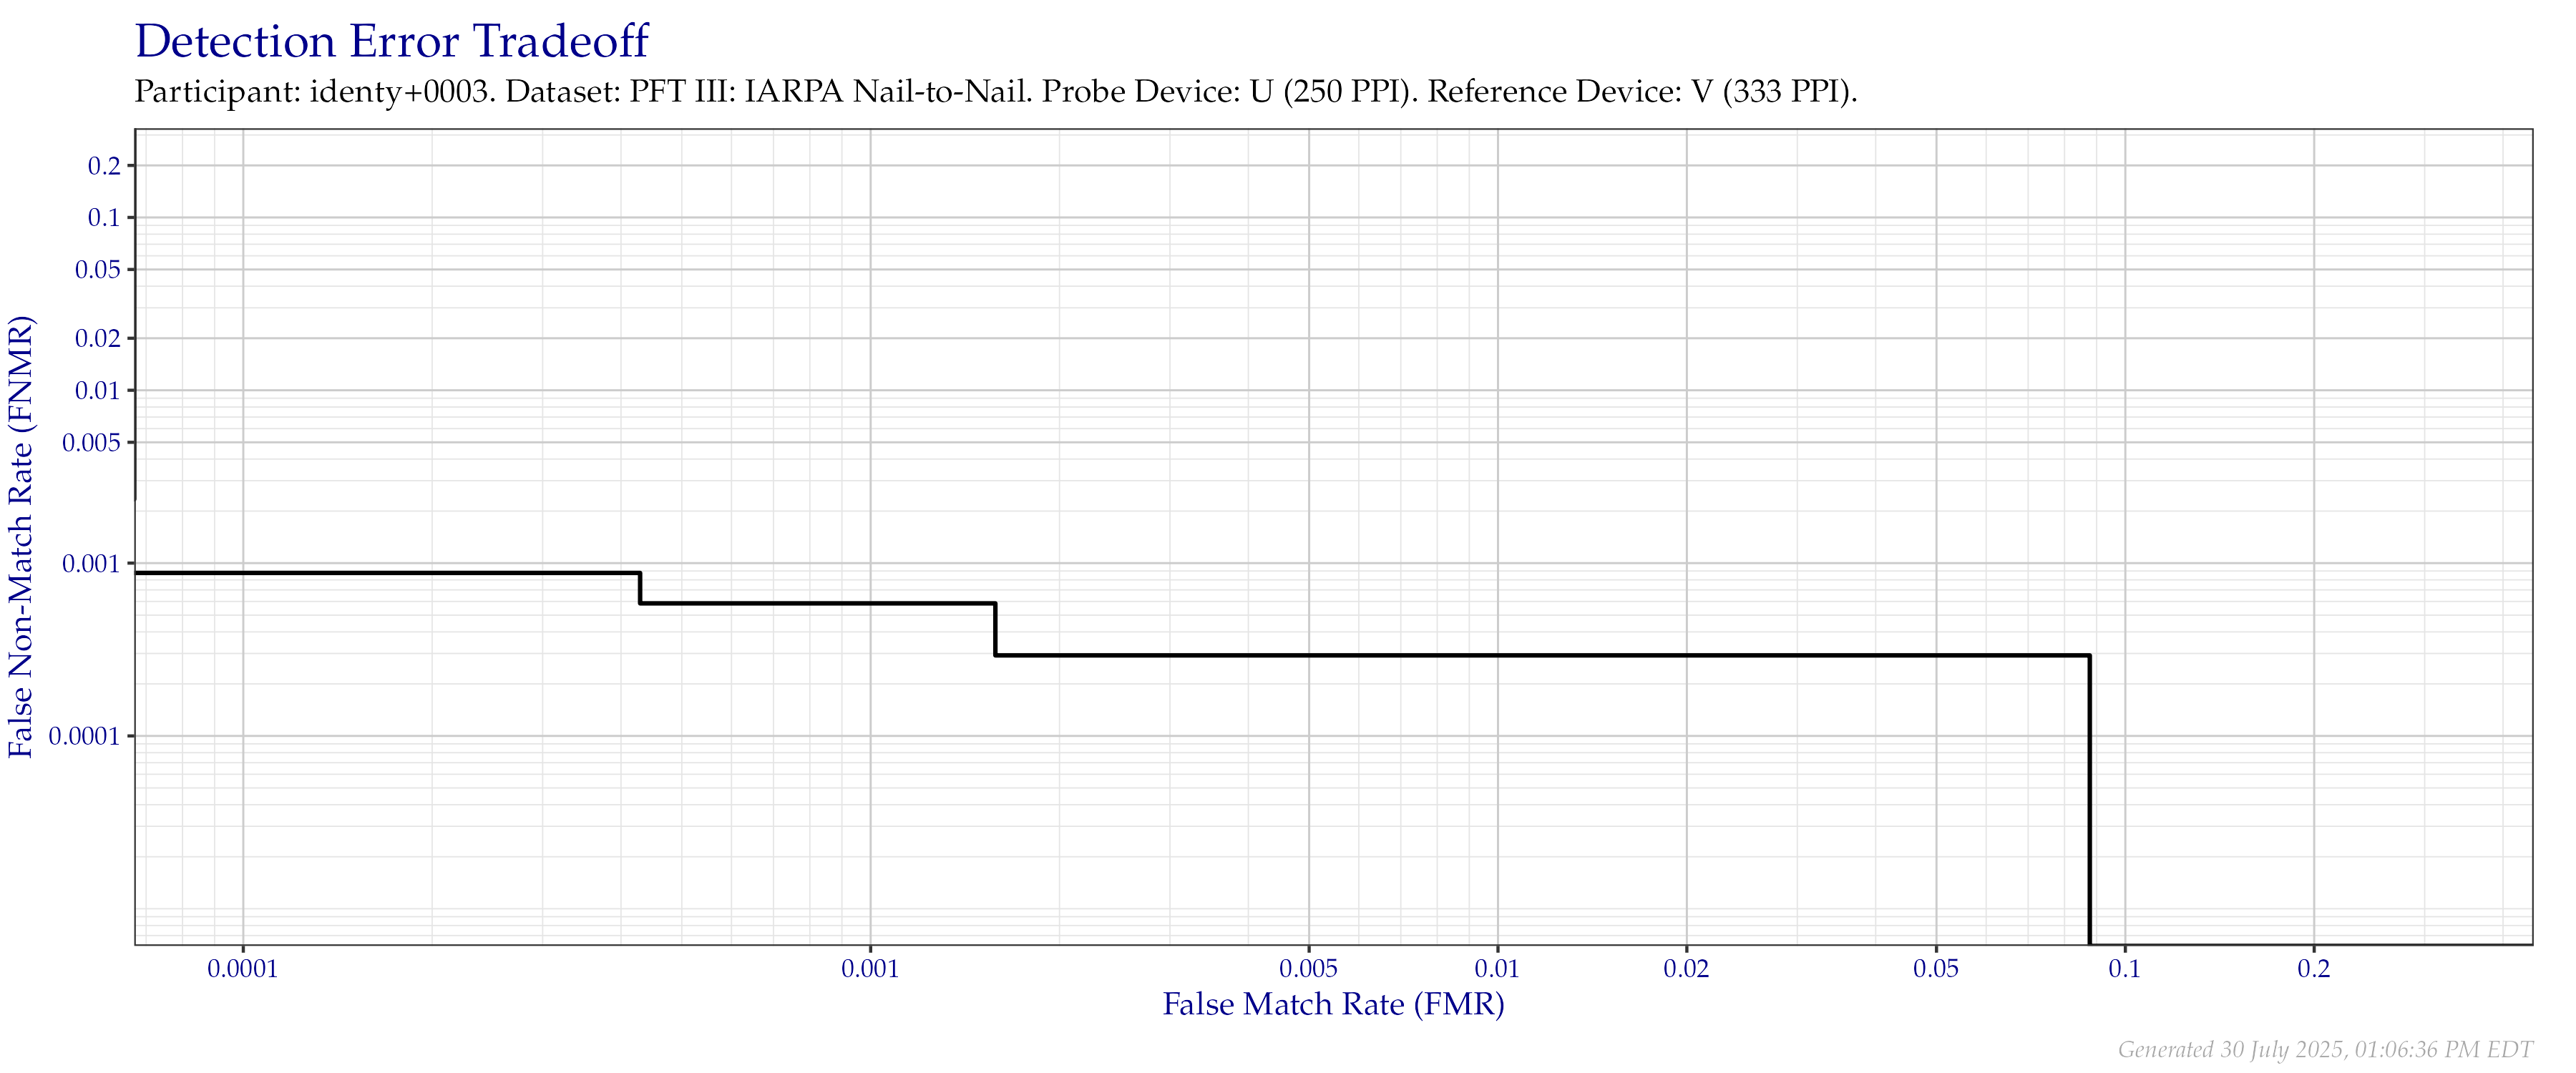 Detection Error Tradeoff
Participant: identy+0003. Dataset: PFT III: IARPA Nail-to-Nail. Probe Device: U (250 PPI). Reference Device: V (333 PPI).
False Non-Match Rate (FNMR)
0.2
0.1
0.05
0.02
0.01
0.005
0.001
0.0001
0.0001 0.001 0.005 0.01 0.02 0.05 0.1 0.2
False Match Rate (FMR)
Generated 30 July 2025, 01:06:36 PM EDT